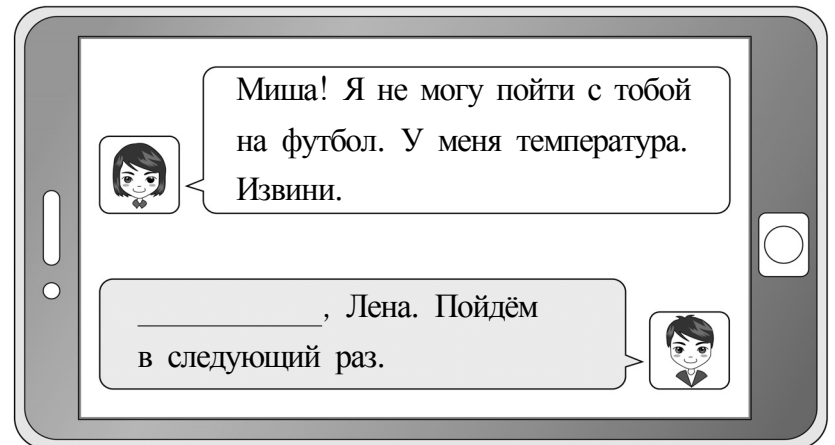 Миша! Я не могу пойти с тобой
на футбол. У меня температура.
Извини.
____________, Лена. Пойдём
в следующий раз.